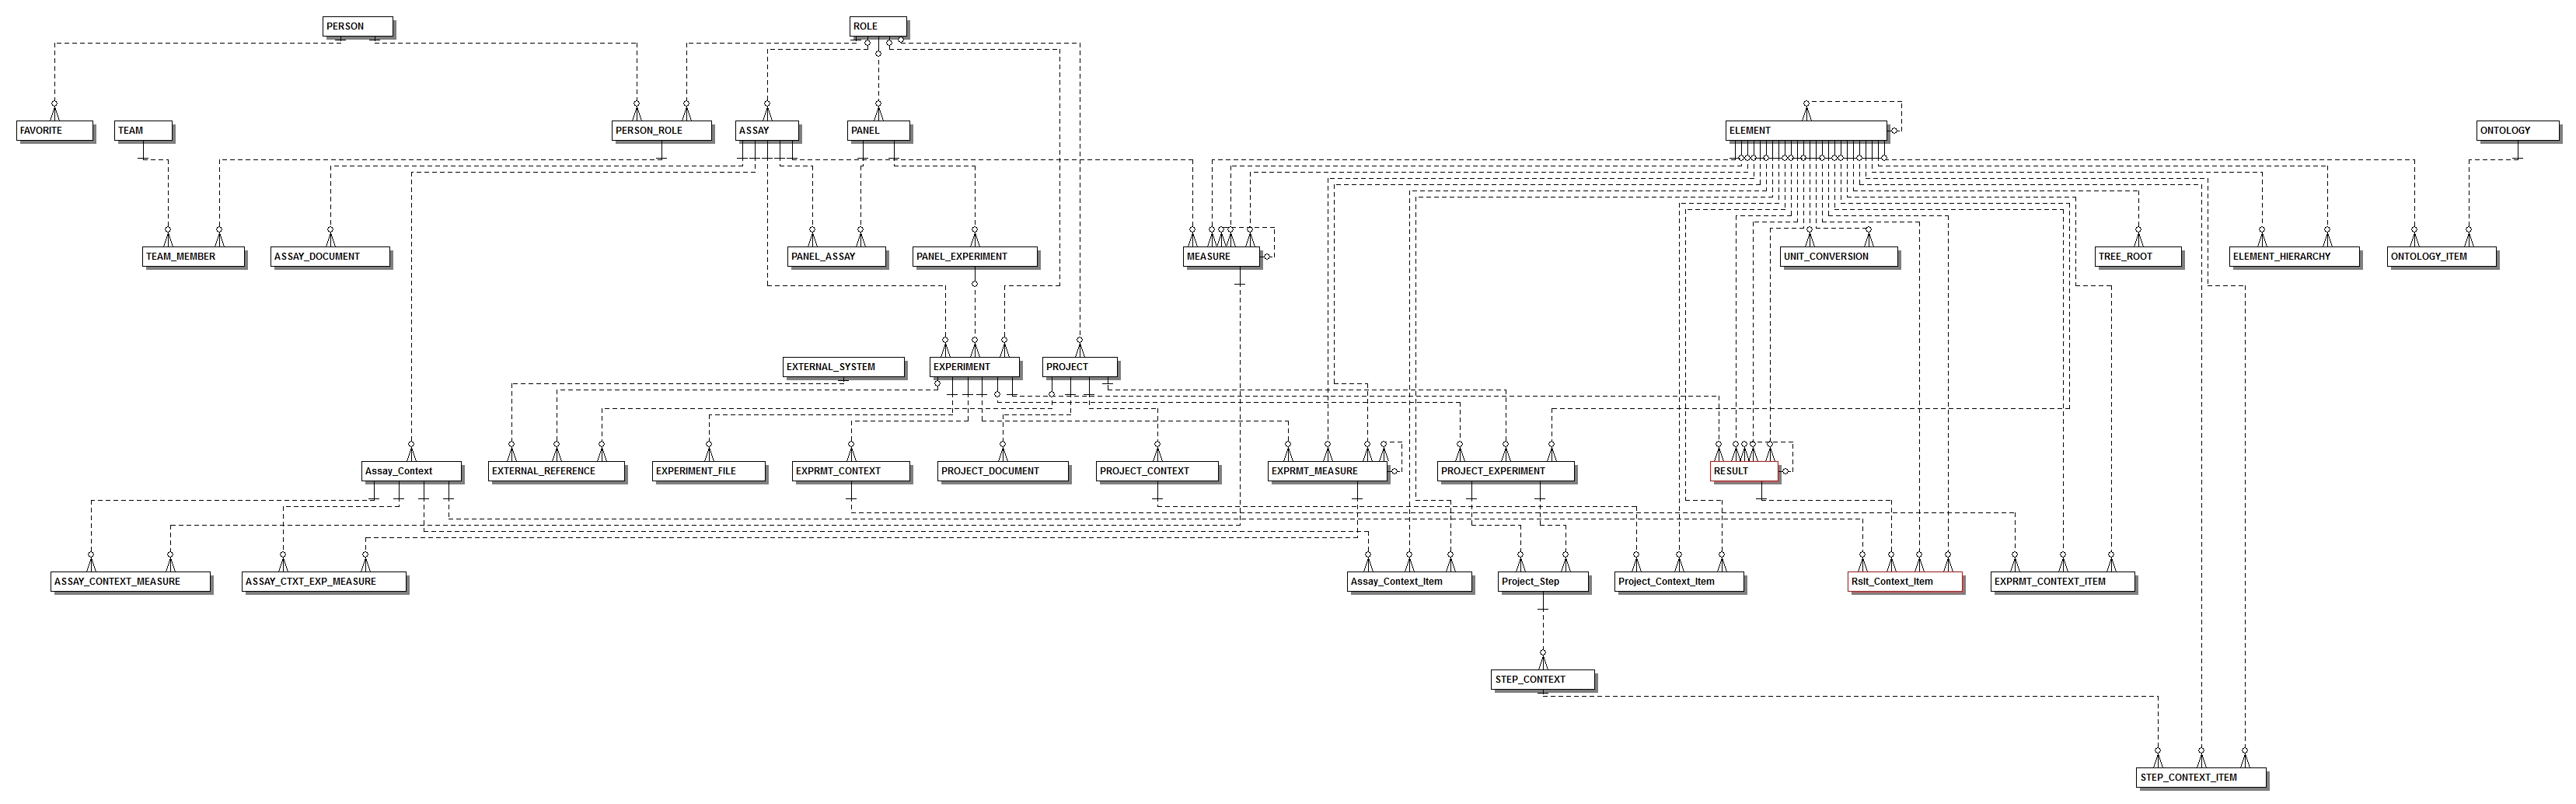 PERSON
ROLE
FAVORITE
TEAM
PERSON_ROLE
ASSAY
PANEL
ELEMENT
ONTOLOGY
TEAM_MEMBER
ASSAY_DOCUMENT
PANEL_ASSAY
PANEL_EXPERIMENT
MEASURE
UNIT_CONVERSION
TREE_ROOT
ELEMENT_HIERARCHY
ONTOLOGY_ITEM
EXTERNAL_SYSTEM
EXPERIMENT
PROJECT
Assay_Context
EXTERNAL_REFERENCE
EXPERIMENT_FILE
EXPRMT_CONTEXT
PROJECT_DOCUMENT
PROJECT_CONTEXT
EXPRMT_MEASURE
PROJECT_EXPERIMENT
RESULT
ASSAY_CONTEXT_MEASURE
ASSAY_CTXT_EXP_MEASURE
Assay_Context_Item
Project_Step
Project_Context_Item
Rslt_Context_Item
EXPRMT_CONTEXT_ITEM
STEP_CONTEXT
STEP_CONTEXT_ITEM